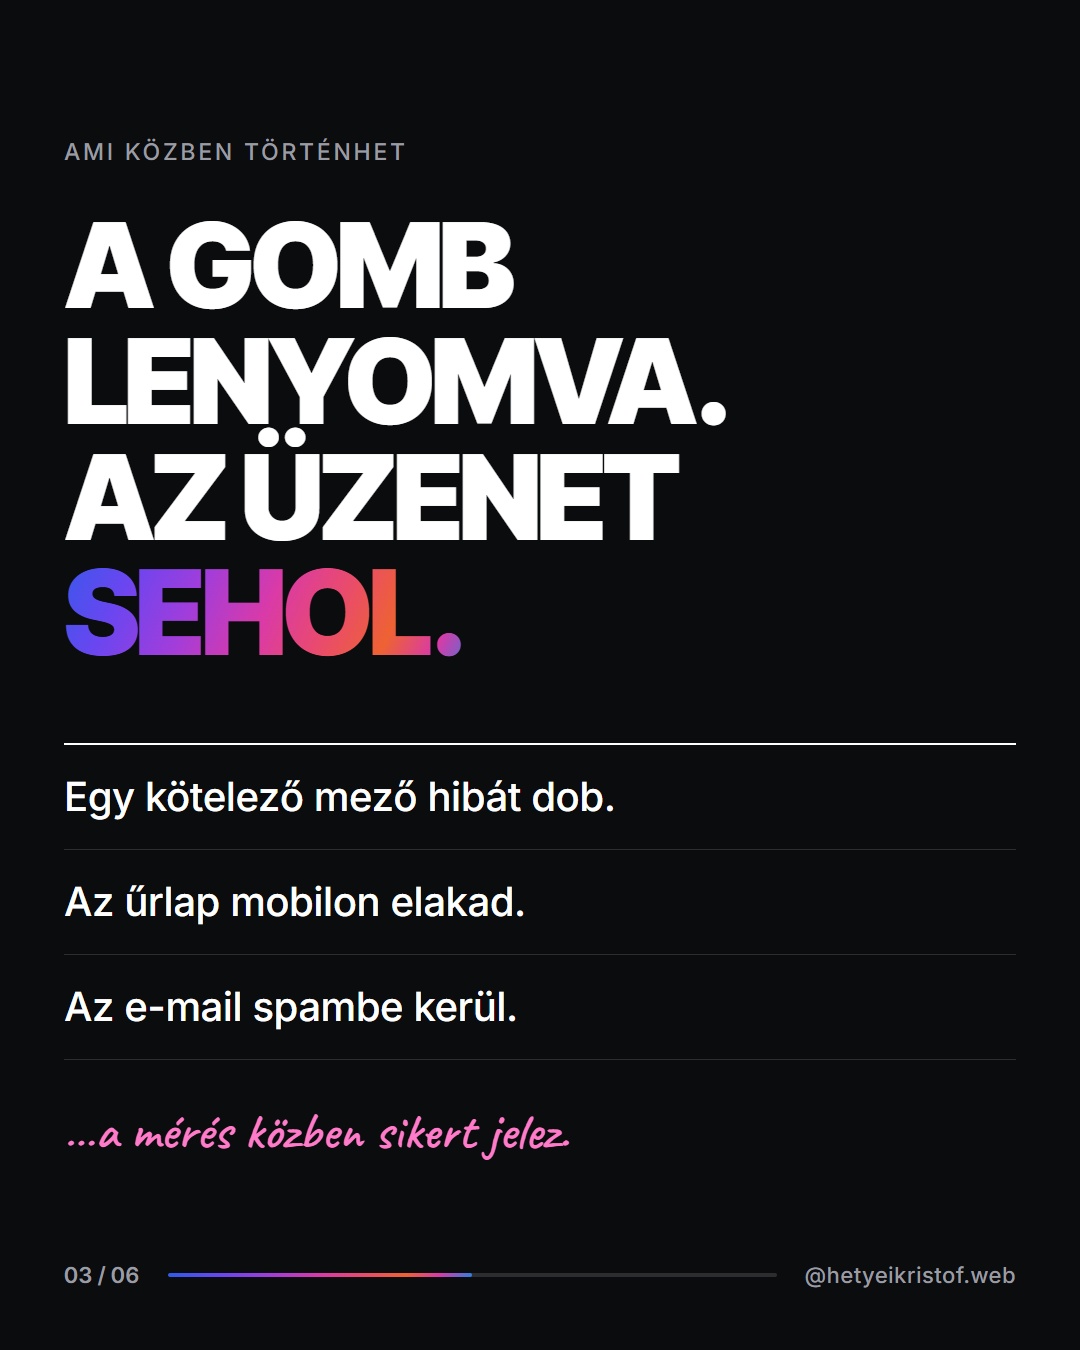 AMI KÖZBEN TÖRTÉNHET
A GOMB
LENYOMVA.
AZ ÜZENET
SEHOL.
Egy kötelező mező hibát dob.
Az űrlap mobilon elakad.
Az e-mail spambe kerül.
...a mérés közben sikert jelez.
03 / 06
@hetyeikristof.web